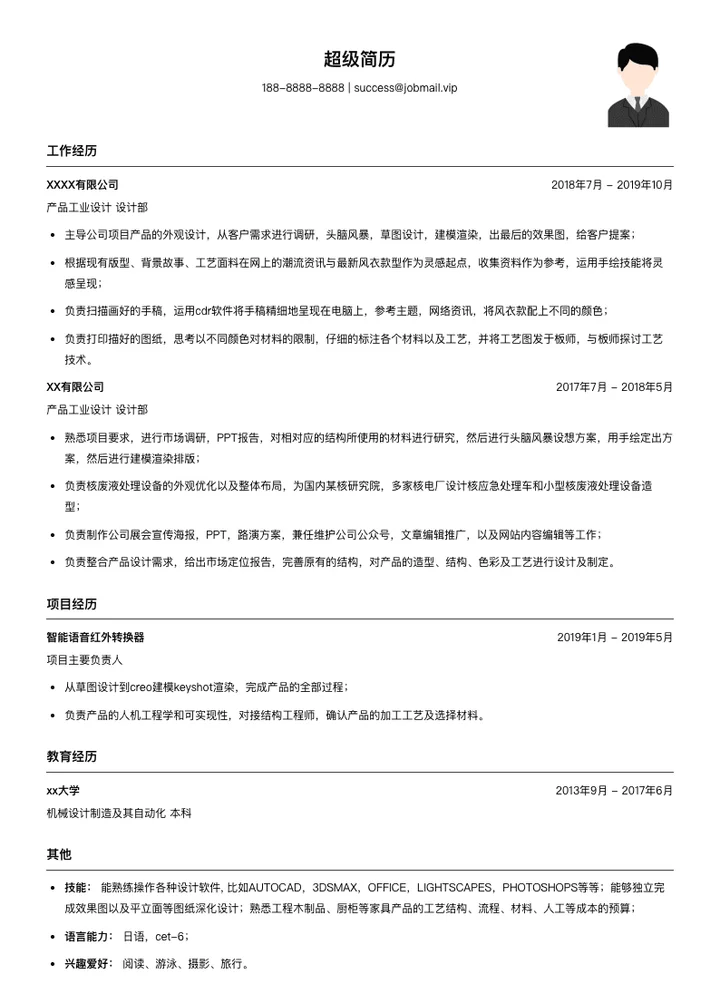 超级简历
188-8888-8888 | success@jobmail.vip
工作经历
XXXX有限公司 2018年7月 – 2019年10月
产品工业设计 设计部
• 主导公司项目产品的外观设计，从客户需求进行调研，头脑风暴，草图设计，建模渲染，出最后的效果图，给客户提案；
• 根据现有版型、背景故事、工艺面料在网上的潮流资讯与最新风衣款型作为灵感起点，收集资料作为参考，运用手绘技能将灵
感呈现；
• 负责扫描画好的手稿，运用cdr软件将手稿精细地呈现在电脑上，参考主题，网络资讯，将风衣款配上不同的颜色；
• 负责打印描好的图纸，思考以不同颜色对材料的限制，仔细的标注各个材料以及工艺，并将工艺图发于板师，与板师探讨工艺
技术。
XX有限公司 2017年7月 – 2018年5月
产品工业设计 设计部
• 熟悉项目要求，进行市场调研，PPT报告，对相对应的结构所使用的材料进行研究，然后进行头脑风暴设想方案，用手绘定出方
案，然后进行建模渲染排版；
• 负责核废液处理设备的外观优化以及整体布局，为国内某核研究院，多家核电厂设计核应急处理车和小型核废液处理设备造
型；
• 负责制作公司展会宣传海报，PPT，路演方案，兼任维护公司公众号，文章编辑推广，以及网站内容编辑等工作；
• 负责整合产品设计需求，给出市场定位报告，完善原有的结构，对产品的造型、结构、色彩及工艺进行设计及制定。
项目经历
智能语音红外转换器 2019年1月 – 2019年5月
项目主要负责人
• 从草图设计到creo建模keyshot渲染，完成产品的全部过程；
• 负责产品的人机工程学和可实现性，对接结构工程师，确认产品的加工工艺及选择材料。
教育经历
xx大学 2013年9月 – 2017年6月
机械设计制造及其自动化 本科
其他
• 技能： 能熟练操作各种设计软件, 比如AUTOCAD，3DSMAX，OFFICE，LIGHTSCAPES，PHOTOSHOPS等等；能够独立完
成效果图以及平立面等图纸深化设计；熟悉工程木制品、厨柜等家具产品的工艺结构、流程、材料、人工等成本的预算；
• 语言能力： 日语，cet-6；
• 兴趣爱好： 阅读、游泳、摄影、旅行。